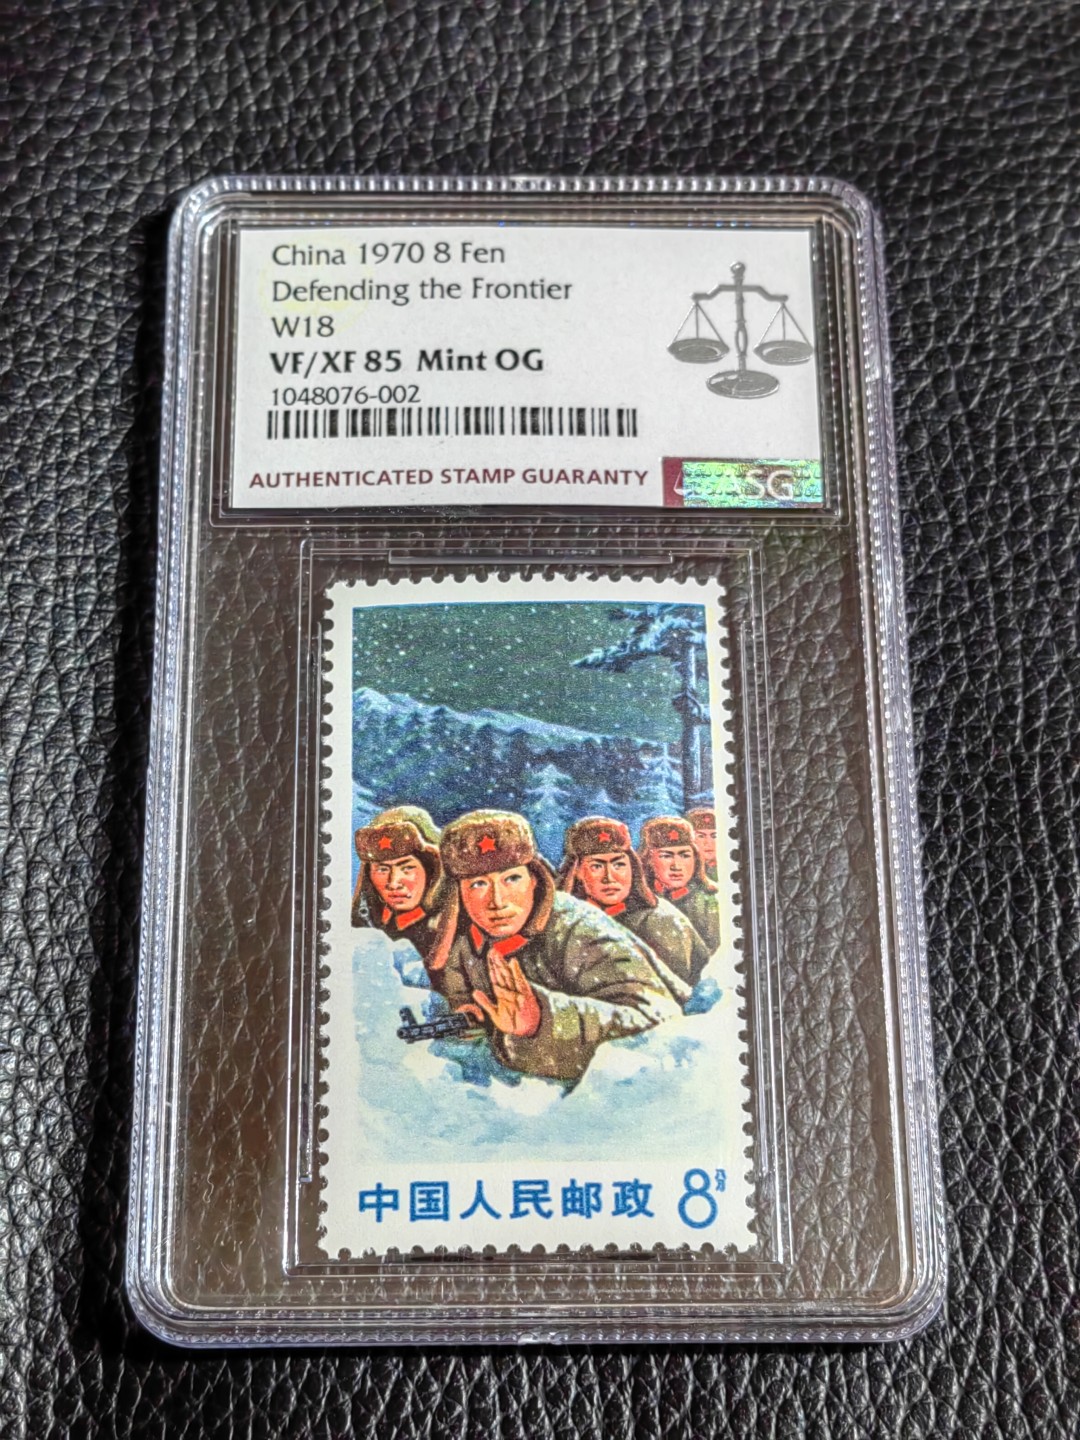 China 1970 8 Fen
Defending the Frontier
W18
VF/XF 85 Mint OG
1048076-002
AUTHENTICATED STAMP GUARANTY
ASG
中国人民邮政 8分